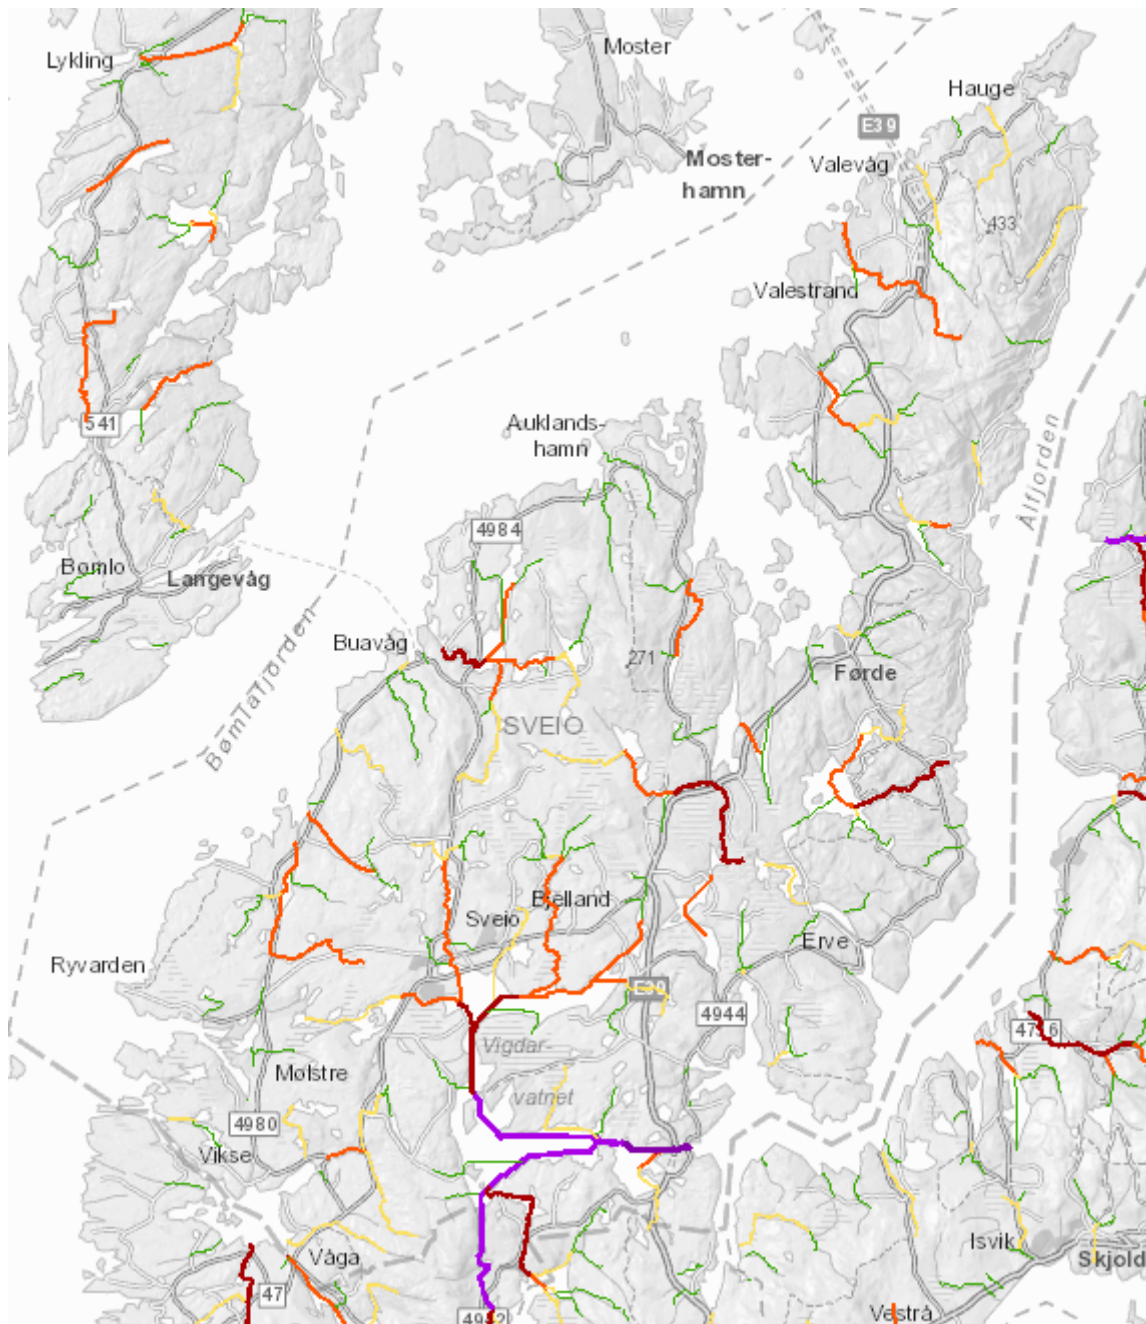 Moster
Lykling
Hauge
E39
Moster-
hamn
Valevåg
433
Valestrand
541
Auklands-
hamn
Ålfjorden
4984
Bømlo
Langevåg
Buavåg
271
Førde
Bømlafjorden
SVEIO
Bjelland
Sveio
Erve
Ryvarden
E39
4944
Vigdar-
vatnet
Mølstre
4980
Vikse
Isvik
Våga
Skjold
47
Vestrå